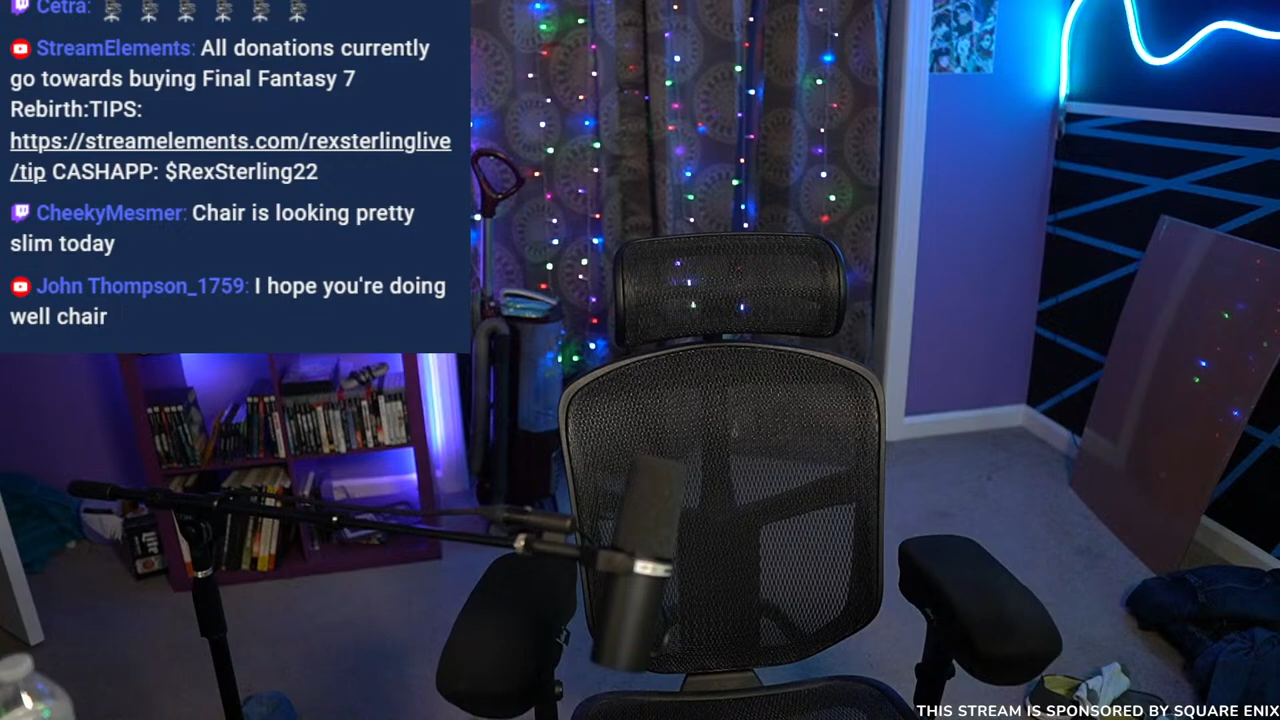 Cetra:
StreamElements: All donations currently
go towards buying Final Fantasy 7
Rebirth:TIPS:
https://streamelements.com/rexsterlinglive
/tip CASHAPP: $RexSterling22
CheekyMesmer: Chair is looking pretty
slim today
John Thompson_1759: I hope you're doing
well chair
THIS STREAM IS SPONSORED BY SQUARE ENIX